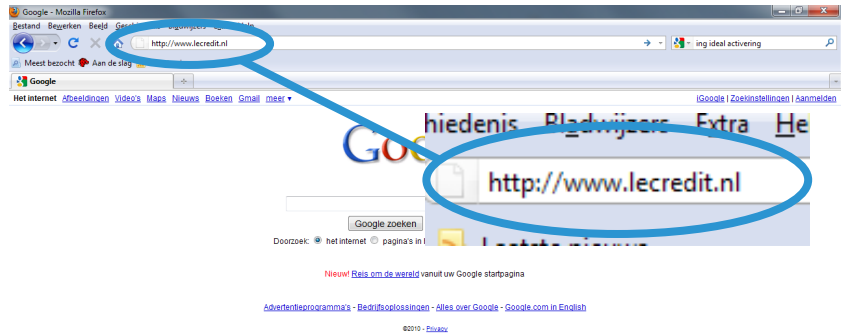 Google - Mozilla Firefox
Bestand Bewerken Beeld
http://www.lecredit.nl
ing ideal activering
Meest bezocht Aan de slag
Google
Het internet Afbeeldingen Video's Maps Nieuws Boeken Gmail meer ▾
iGoogle | Zoekinstellingen | Aanmelden
hiedenis Bladwijzers Extra He
http://www.lecredit.nl
Google zoeken
Doorzoek: het internet pagina's in
Nieuw! Reis om de wereld vanuit uw Google startpagina
Advertentieprogramma's - Bedrijfsoplossingen - Alles over Google - Google.com in English
©2010 - Privacy